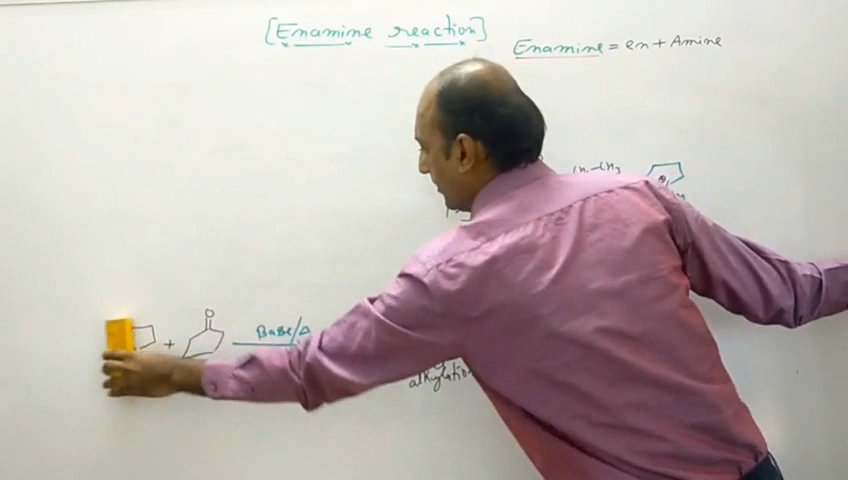 [Enamine reaction]
Enamine = en + Amine
+
O
Base/Δ
alkylation